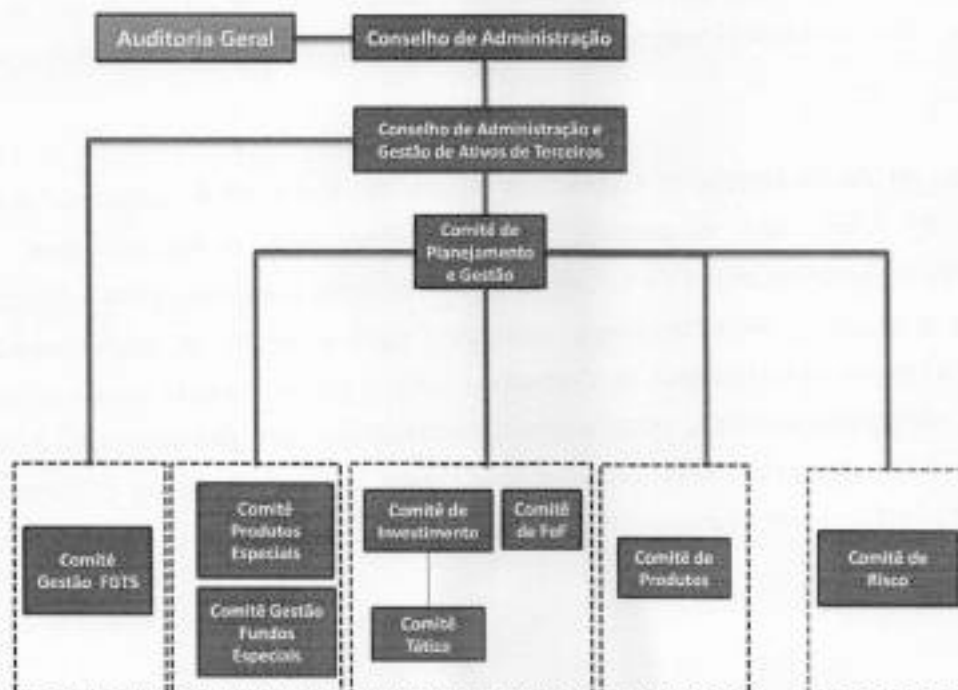 Auditoria Geral
Conselho de Administração
Conselho de Administração e
Gestão de Ativos de Terceiros
Comitê de
Planejamento
e Gestão
Comitê
Gestão FGTS
Comitê
Produtos
Especiais
Comitê Gestão
Fundos
Especiais
Comitê de
Investimento
Comitê
de FoF
Comitê
Tático
Comitê de
Produtos
Comitê de
Risco